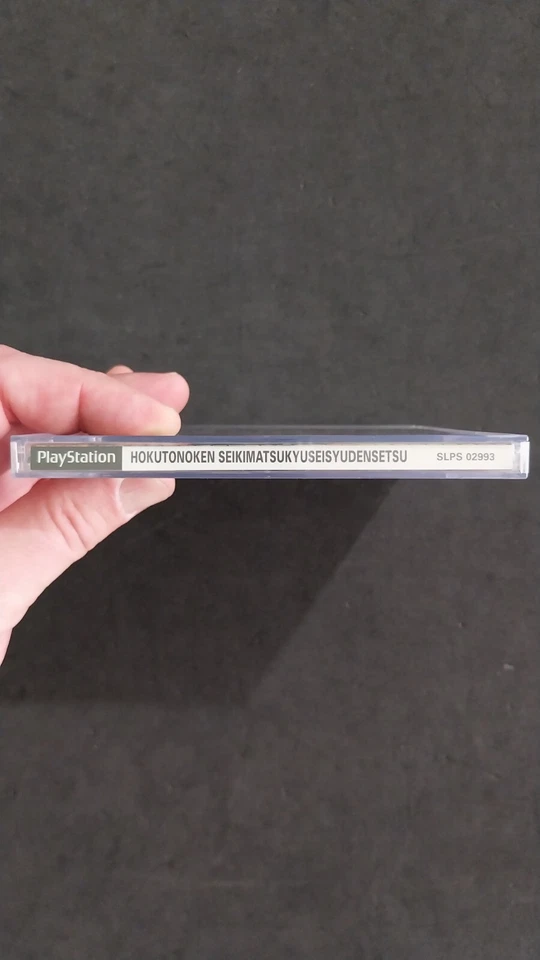 PlayStation HOKUTONOKEN SEIKIMATSUKYUSEISYUDENSETSU SLPS 02993